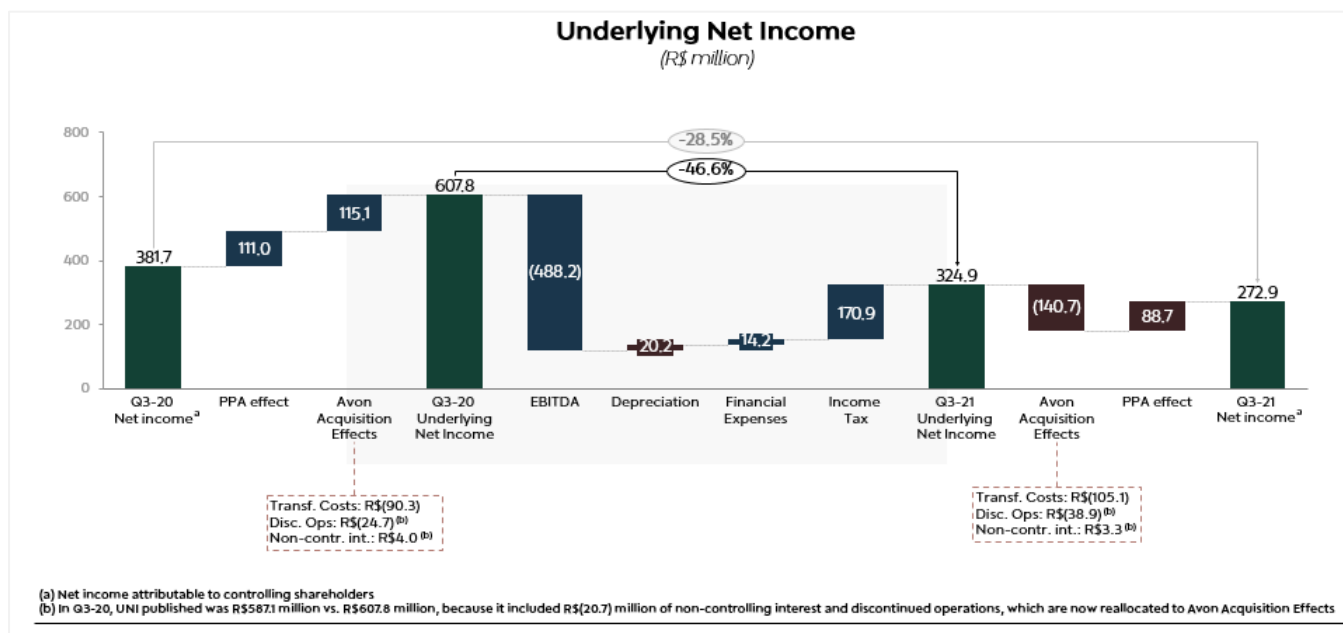 Underlying Net Income
(R$ million)
800
600
400
200
0
-28.5%
-46.6%
381.7
111.0
115.1
607.8
(488.2)
20.2
14.2
170.9
324.9
(140.7)
88.7
272.9
Q3-20
Net incomeᵃ
PPA effect
Avon
Acquisition
Effects
Q3-20
Underlying
Net Income
EBITDA
Depreciation
Financial
Expenses
Income
Tax
Q3-21
Underlying
Net Income
Avon
Acquisition
Effects
PPA effect
Q3-21
Net incomeᵃ
Transf. Costs: R$(90.3)
Disc. Ops: R$(24.7) (b)
Non-contr. int.: R$4.0 (b)
Transf. Costs: R$(105.1)
Disc. Ops: R$(38.9) (b)
Non-contr. int.: R$3.3 (b)
(a) Net income attributable to controlling shareholders
(b) In Q3-20, UNI published was R$587.1 million vs. R$607.8 million, because it included R$(20.7) million of non-controlling interest and discontinued operations, which are now reallocated to Avon Acquisition Effects